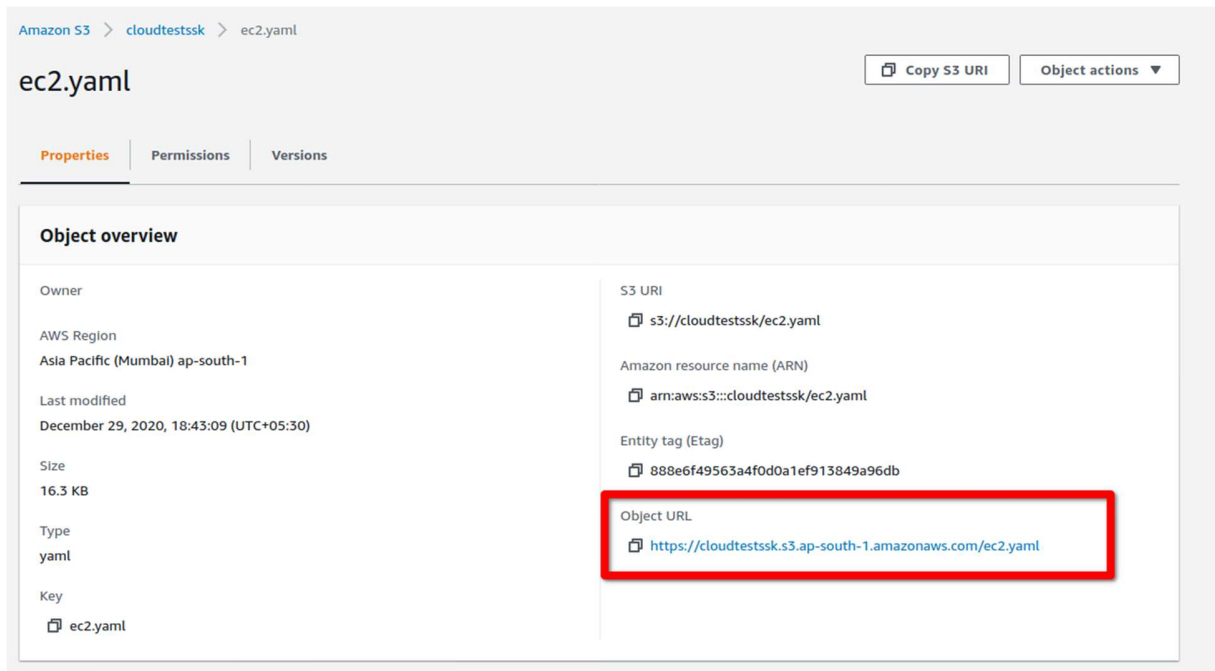 Amazon S3 > cloudtestssk > ec2.yaml
ec2.yaml
Copy S3 URI
Object actions ▼
Properties
Permissions
Versions
Object overview
Owner
AWS Region
Asia Pacific (Mumbai) ap-south-1
Last modified
December 29, 2020, 18:43:09 (UTC+05:30)
Size
16.3 KB
Type
yaml
Key
ec2.yaml
S3 URI
s3://cloudtestssk/ec2.yaml
Amazon resource name (ARN)
arn:aws:s3:::cloudtestssk/ec2.yaml
Entity tag (Etag)
888e6f49563a4f0d0a1ef913849a96db
Object URL
https://cloudtestssk.s3.ap-south-1.amazonaws.com/ec2.yaml